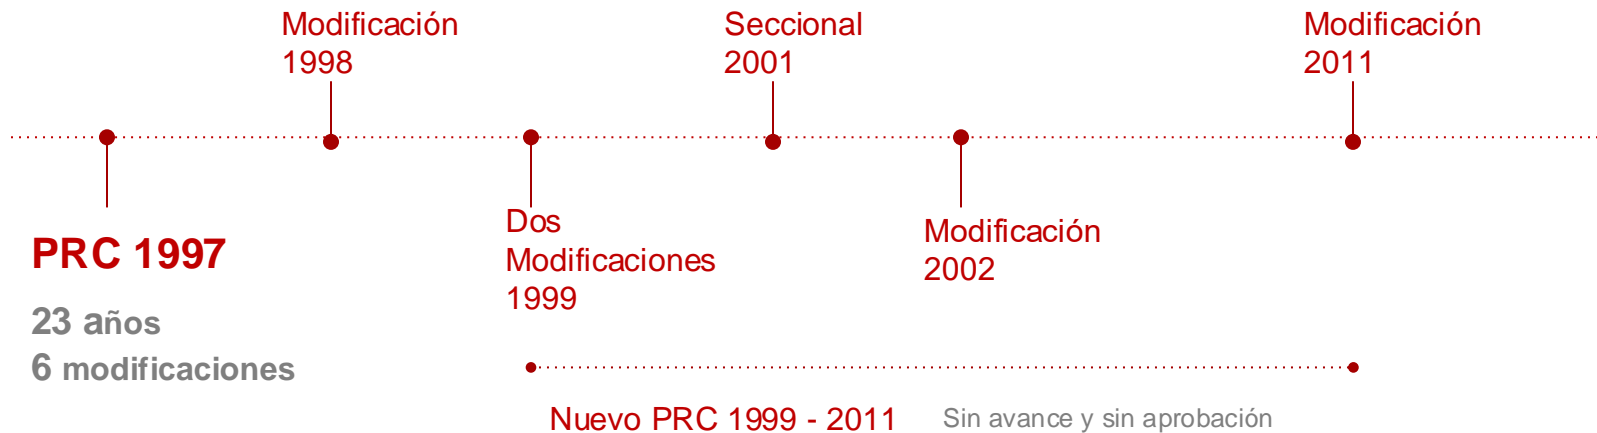 Modificación
1998
Seccional
2001
Modificación
2011
PRC 1997
23 años
6 modificaciones
Dos
Modificaciones
1999
Modificación
2002
Nuevo PRC 1999 - 2011
Sin avance y sin aprobación